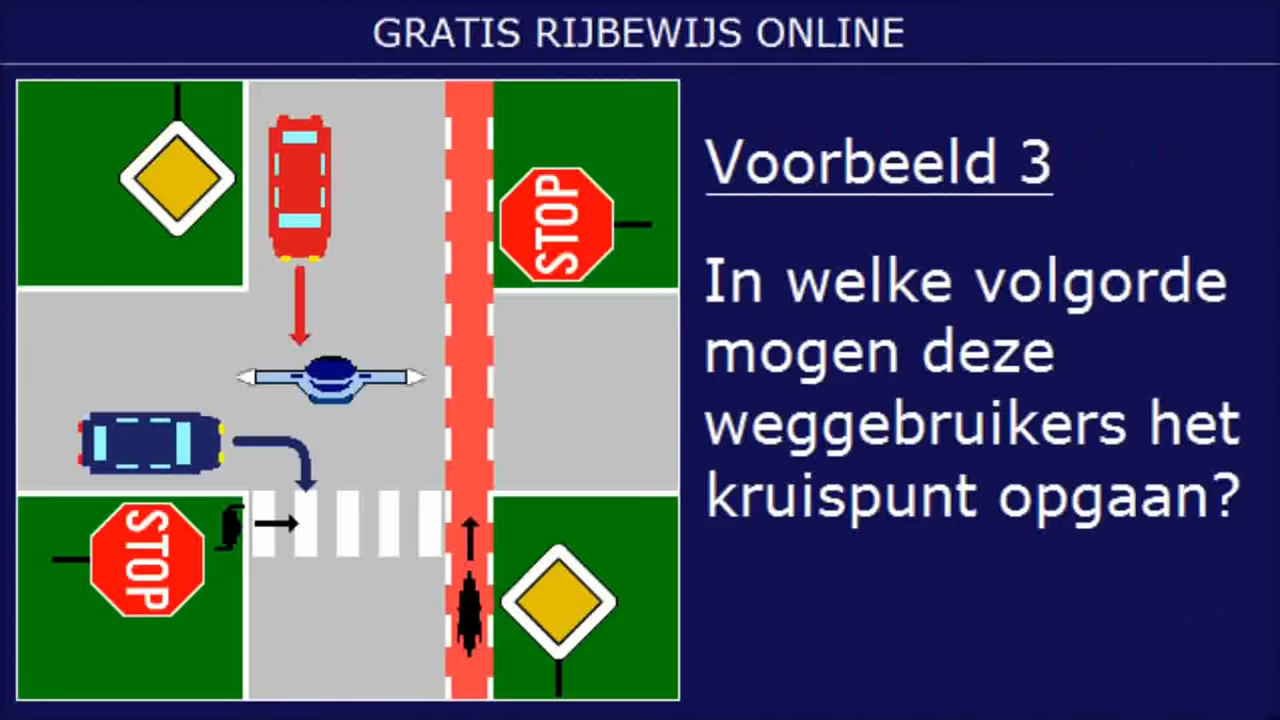 GRATIS RIJBEWIJS ONLINE
STOP
STOP
Voorbeeld 3
In welke volgorde
mogen deze
weggebruikers het
kruispunt opgaan?